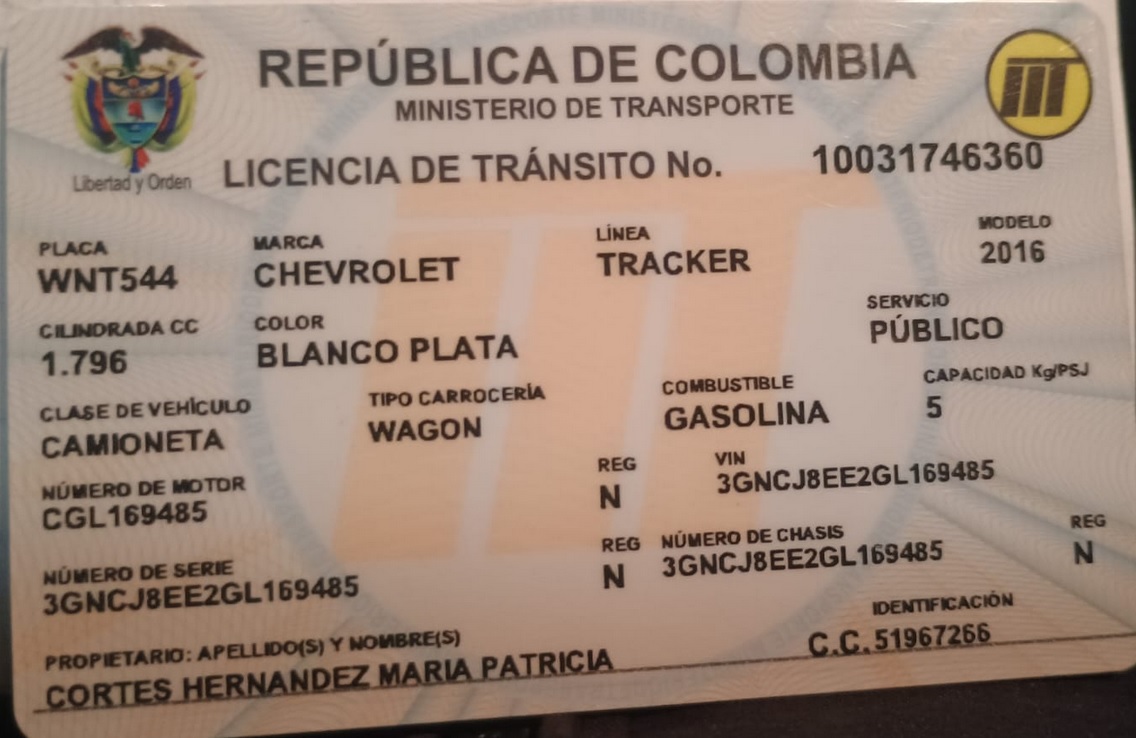 REPÚBLICA DE COLOMBIA
MINISTERIO DE TRANSPORTE
Libertad y Orden
LICENCIA DE TRÁNSITO No. 10031746360
PLACA MARCA LÍNEA MODELO
WNT544 CHEVROLET TRACKER 2016
CILINDRADA CC COLOR SERVICIO
1.796 BLANCO PLATA PÚBLICO
CLASE DE VEHÍCULO TIPO CARROCERÍA COMBUSTIBLE CAPACIDAD Kg/PSJ
CAMIONETA WAGON GASOLINA 5
NÚMERO DE MOTOR REG VIN
CGL169485 N 3GNCJ8EE2GL169485
NÚMERO DE SERIE REG NÚMERO DE CHASIS REG
3GNCJ8EE2GL169485 N 3GNCJ8EE2GL169485 N
PROPIETARIO: APELLIDO(S) Y NOMBRE(S) IDENTIFICACIÓN
CORTES HERNANDEZ MARIA PATRICIA C.C. 51967266